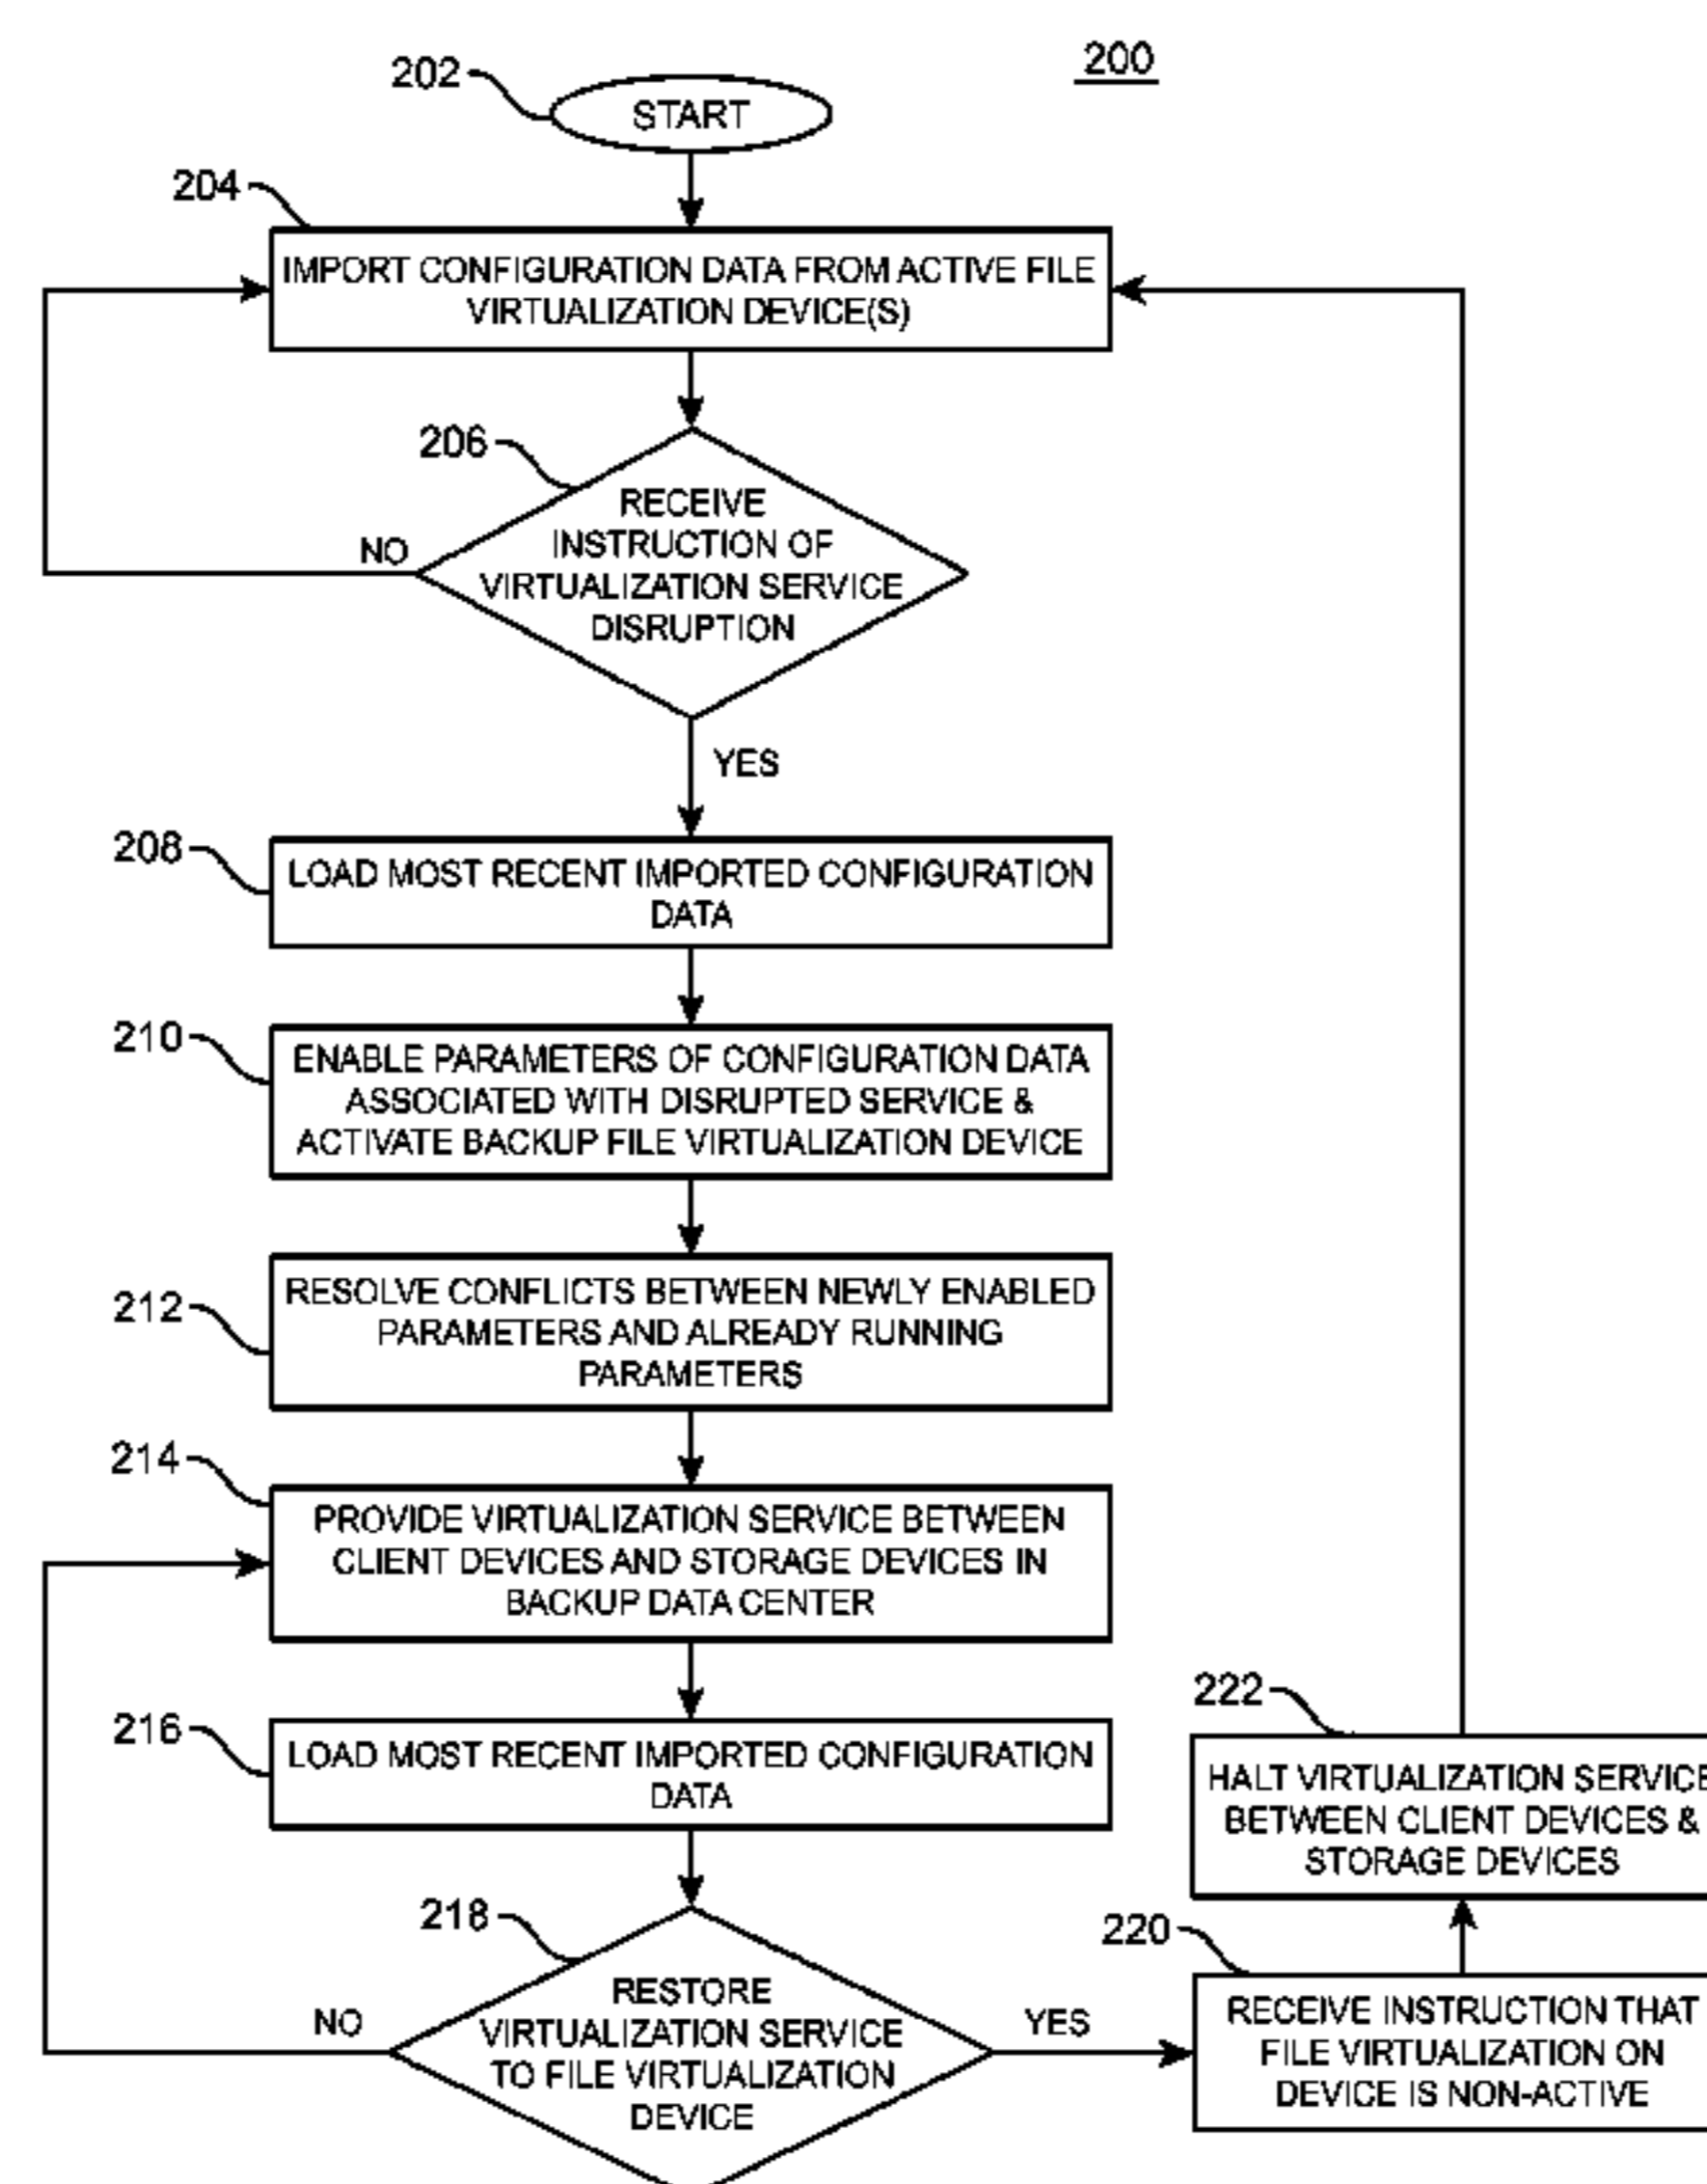 200
202
START
204
IMPORT CONFIGURATION DATA FROM ACTIVE FILE
VIRTUALIZATION DEVICE(S)
206
RECEIVE
INSTRUCTION OF
VIRTUALIZATION SERVICE
DISRUPTION
NO
YES
208
LOAD MOST RECENT IMPORTED CONFIGURATION
DATA
210
ENABLE PARAMETERS OF CONFIGURATION DATA
ASSOCIATED WITH DISRUPTED SERVICE &
ACTIVATE BACKUP FILE VIRTUALIZATION DEVICE
212
RESOLVE CONFLICTS BETWEEN NEWLY ENABLED
PARAMETERS AND ALREADY RUNNING
PARAMETERS
214
PROVIDE VIRTUALIZATION SERVICE BETWEEN
CLIENT DEVICES AND STORAGE DEVICES IN
BACKUP DATA CENTER
216
LOAD MOST RECENT IMPORTED CONFIGURATION
DATA
218
RESTORE
VIRTUALIZATION SERVICE
TO FILE VIRTUALIZATION
DEVICE
NO
YES
220
RECEIVE INSTRUCTION THAT
FILE VIRTUALIZATION ON
DEVICE IS NON-ACTIVE
222
HALT VIRTUALIZATION SERVICE
BETWEEN CLIENT DEVICES &
STORAGE DEVICES